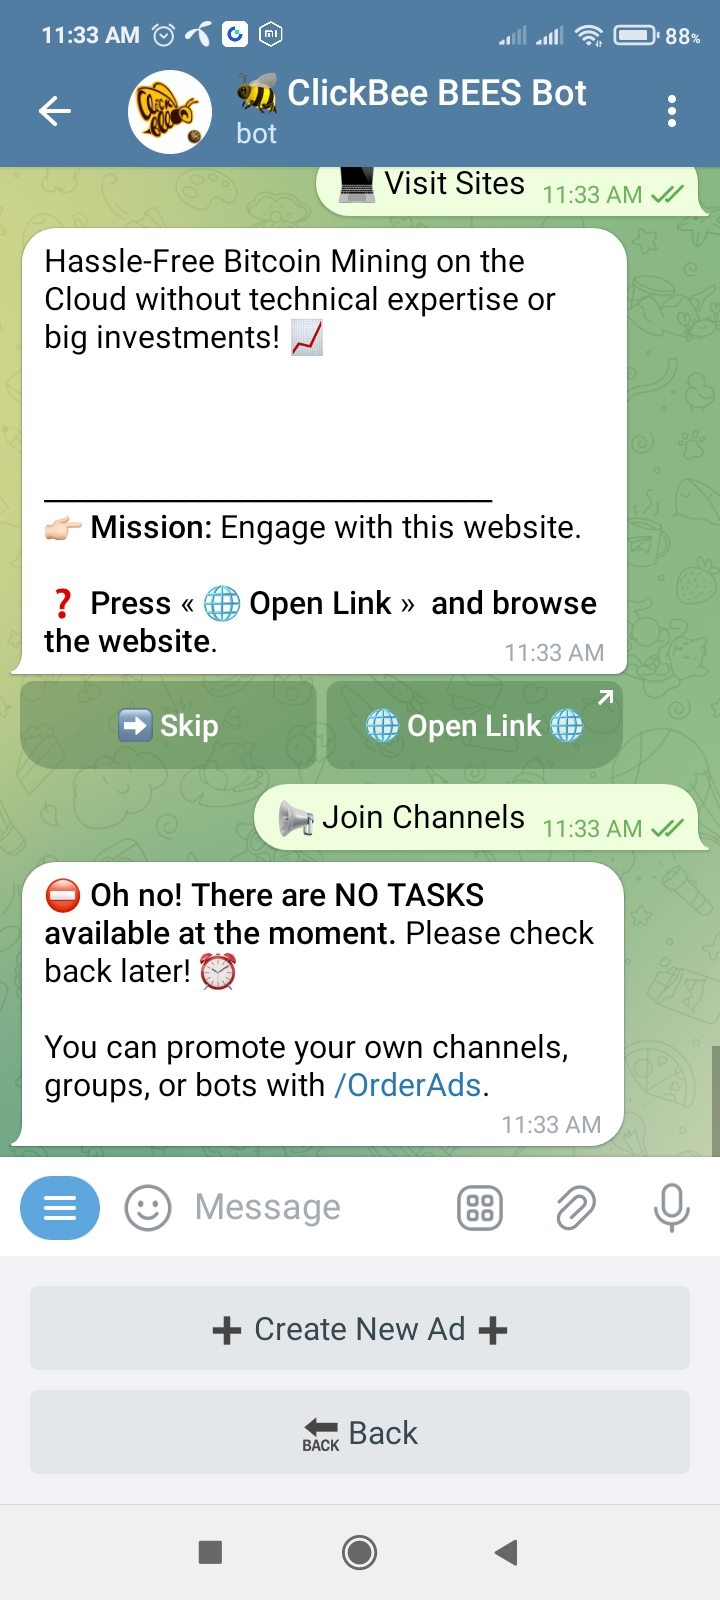 11:33 AM 88%
ClickBee BEES Bot
bot
Visit Sites 11:33 AM
Hassle-Free Bitcoin Mining on the
Cloud without technical expertise or
big investments!
Mission: Engage with this website.
❓ Press « 🌐 Open Link » and browse
the website.
11:33 AM
Skip
Open Link
Join Channels 11:33 AM
Oh no! There are NO TASKS
available at the moment. Please check
back later!
You can promote your own channels,
groups, or bots with /OrderAds.
11:33 AM
Message
➕ Create New Ad ➕
BACK Back